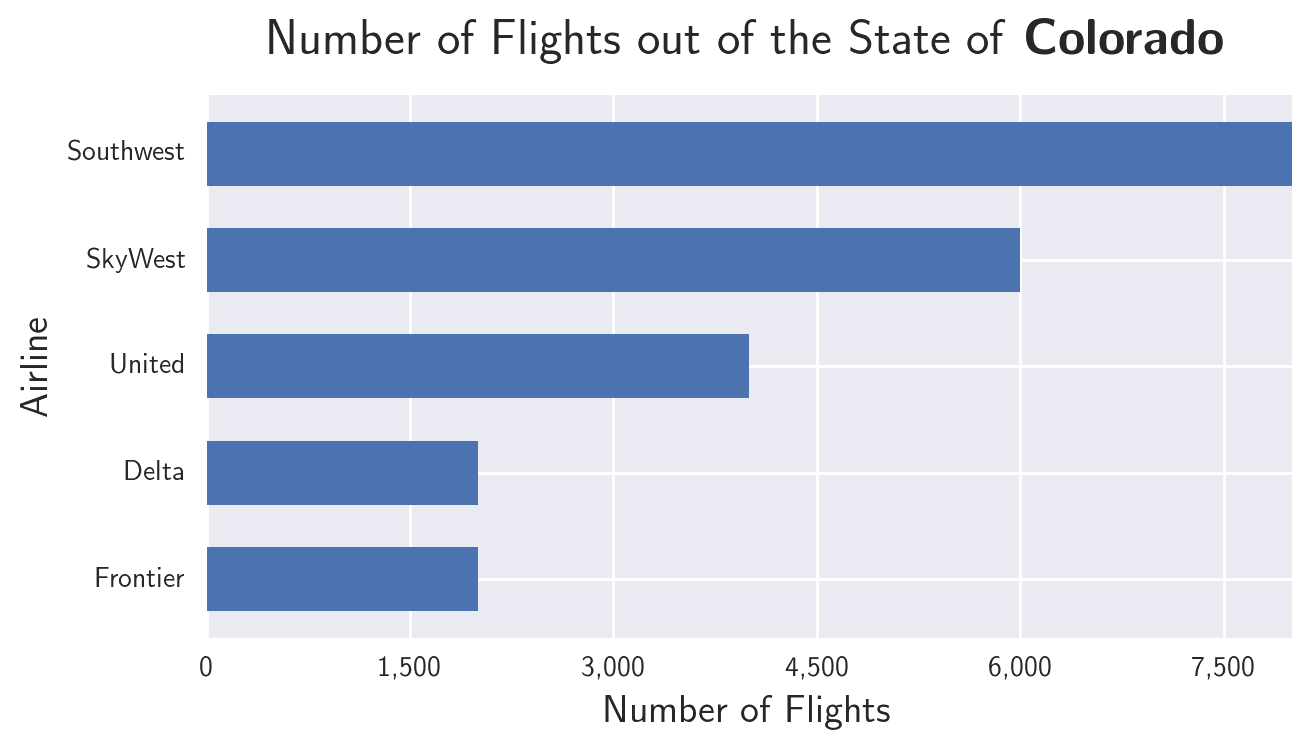 Number of Flights out of the State of Colorado
Southwest
SkyWest
United
Delta
Frontier
Airline
0 1,500 3,000 4,500 6,000 7,500
Number of Flights